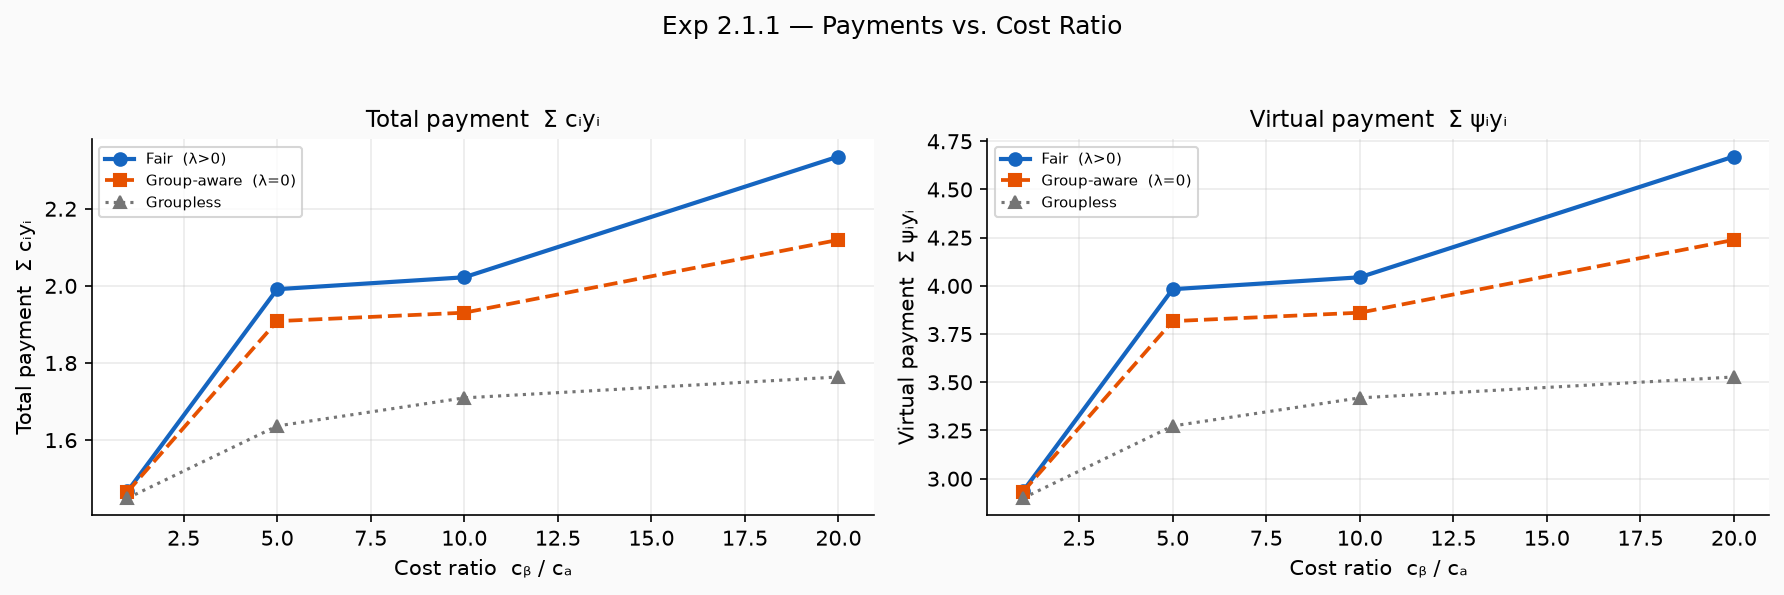 Exp 2.1.1 — Payments vs. Cost Ratio
Total payment  Σ cᵢyᵢ
Fair  (λ>0)
Group-aware  (λ=0)
Groupless
Total payment  Σ cᵢyᵢ
2.2
2.0
1.8
1.6
2.5 5.0 7.5 10.0 12.5 15.0 17.5 20.0
Cost ratio  cᵦ / cₐ
Virtual payment  Σ ψᵢyᵢ
Fair  (λ>0)
Group-aware  (λ=0)
Groupless
Virtual payment  Σ ψᵢyᵢ
4.75
4.50
4.25
4.00
3.75
3.50
3.25
3.00
2.5 5.0 7.5 10.0 12.5 15.0 17.5 20.0
Cost ratio  cᵦ / cₐ